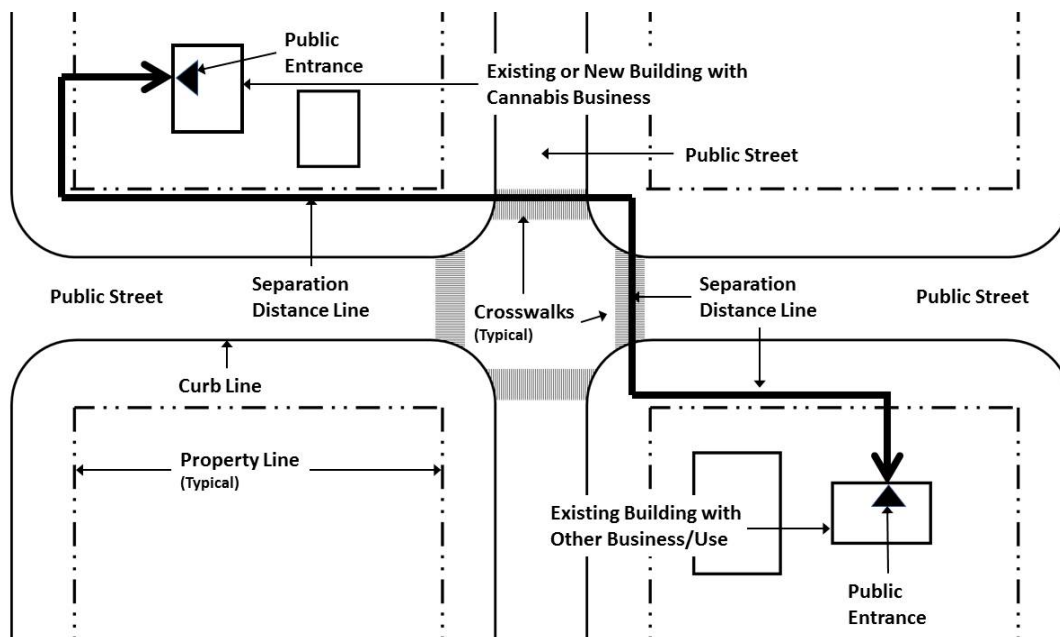 Public
Entrance
Existing or New Building with
Cannabis Business
Public Street
Public Street
Separation
Distance Line
Crosswalks
(Typical)
Separation
Distance Line
Public Street
Curb Line
Property Line
(Typical)
Existing Building with
Other Business/Use
Public
Entrance